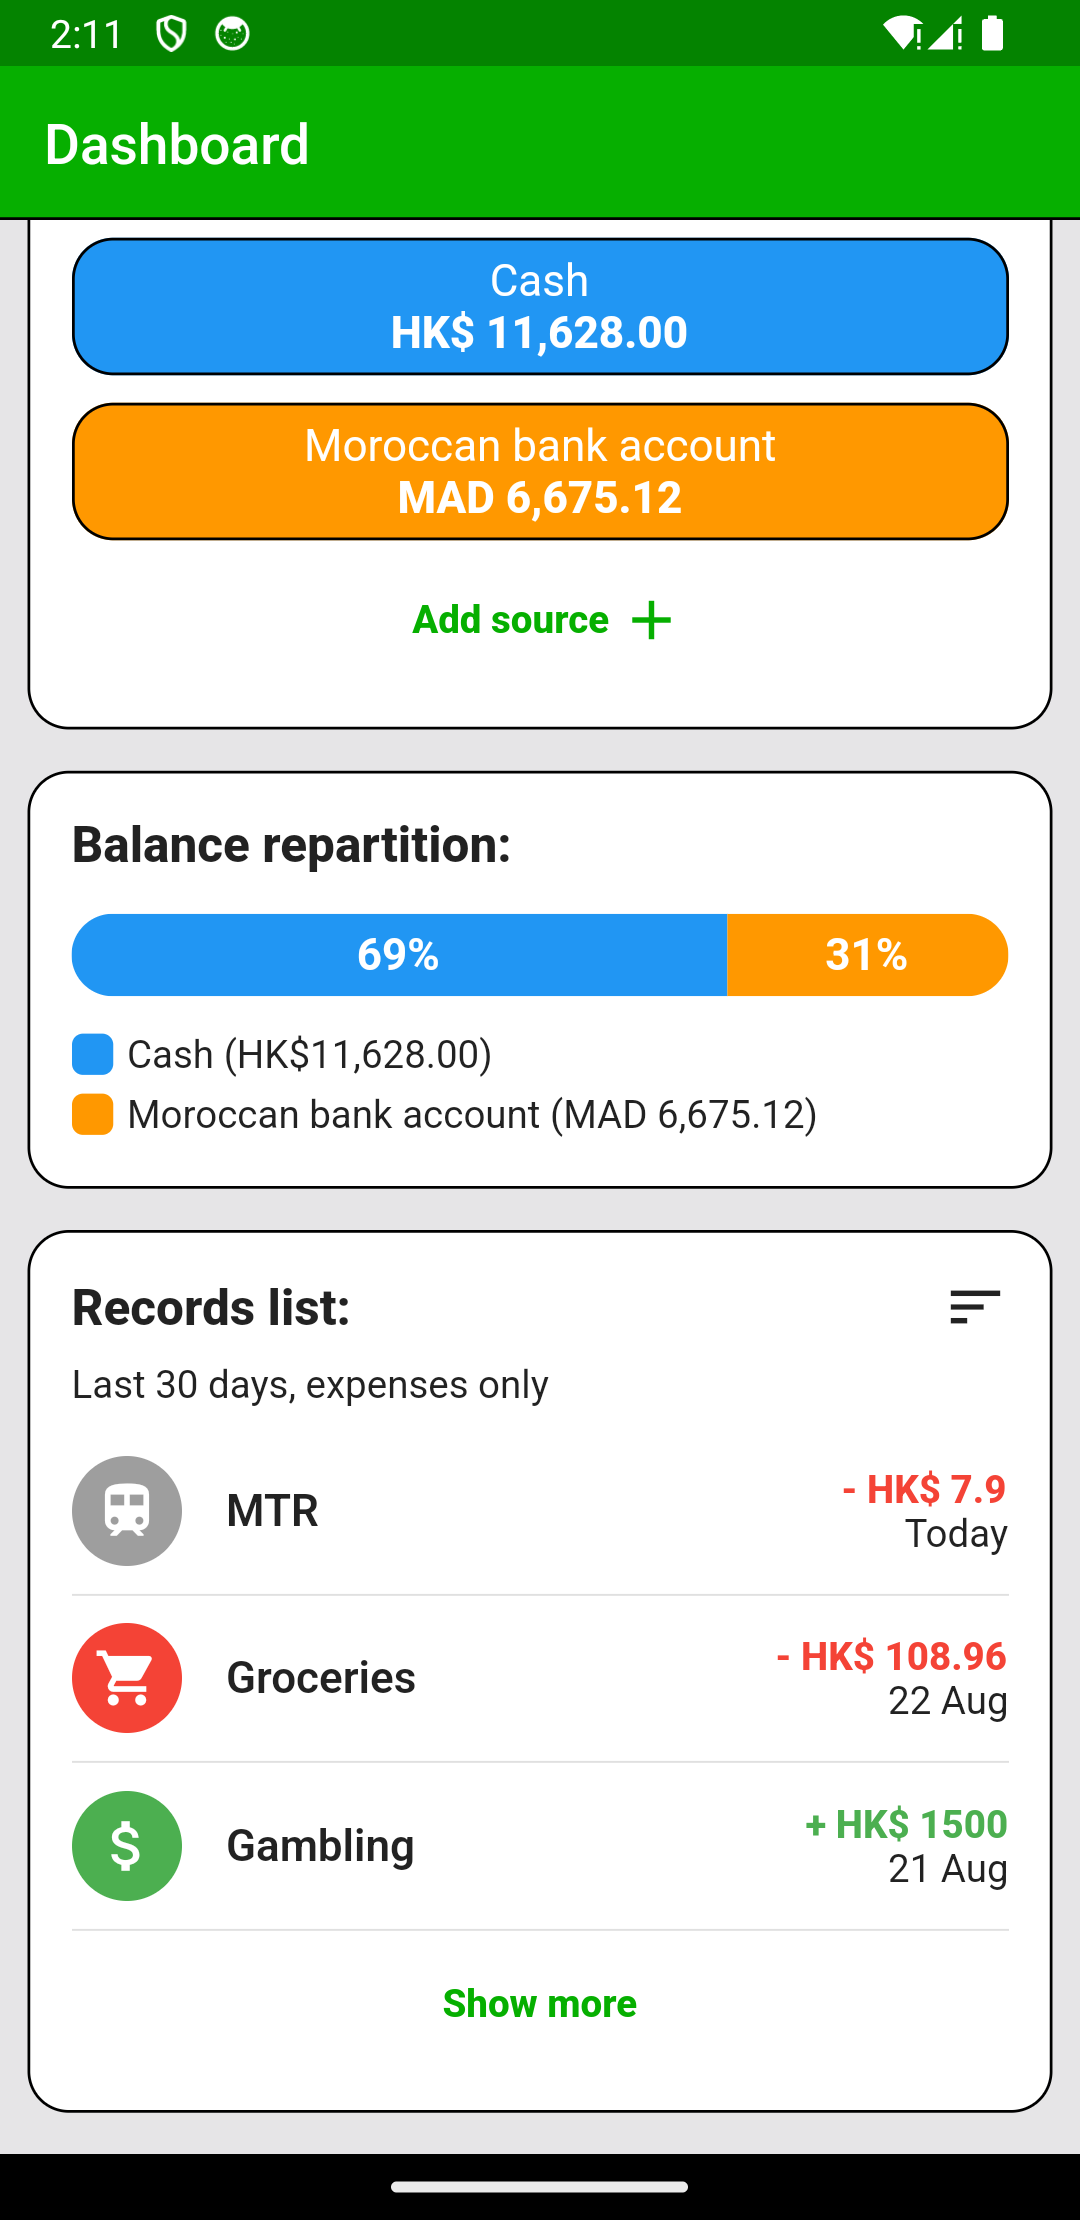 2:11
Dashboard
Cash
HK$ 11,628.00
Moroccan bank account
MAD 6,675.12
Add source
Balance repartition:
69% 31%
Cash (HK$11,628.00)
Moroccan bank account (MAD 6,675.12)
Records list:
Last 30 days, expenses only
MTR
- HK$ 7.9
Today
Groceries
- HK$ 108.96
22 Aug
Gambling
+ HK$ 1500
21 Aug
Show more